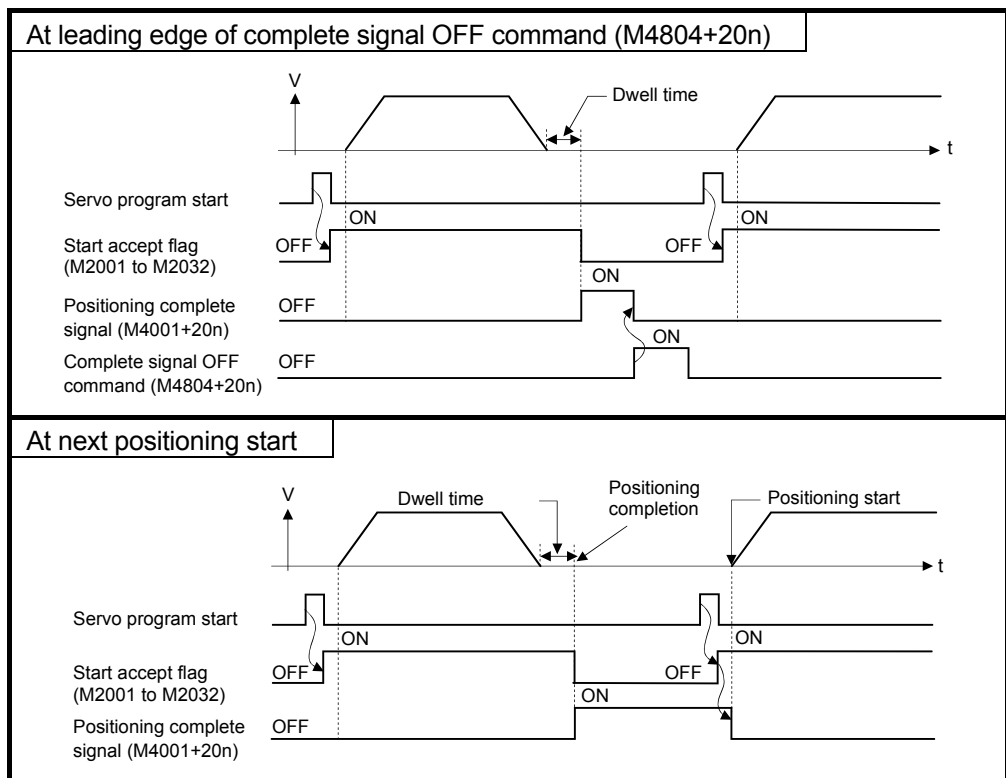 At leading edge of complete signal OFF command (M4804+20n)
V
Dwell time
t
Servo program start
ON
ON
Start accept flag
(M2001 to M2032)
OFF
OFF
ON
Positioning complete
signal (M4001+20n)
OFF
ON
Complete signal OFF
command (M4804+20n)
OFF
At next positioning start
V
Dwell time
Positioning
completion
Positioning start
t
Servo program start
ON
ON
Start accept flag
(M2001 to M2032)
OFF
OFF
ON
Positioning complete
signal (M4001+20n)
OFF